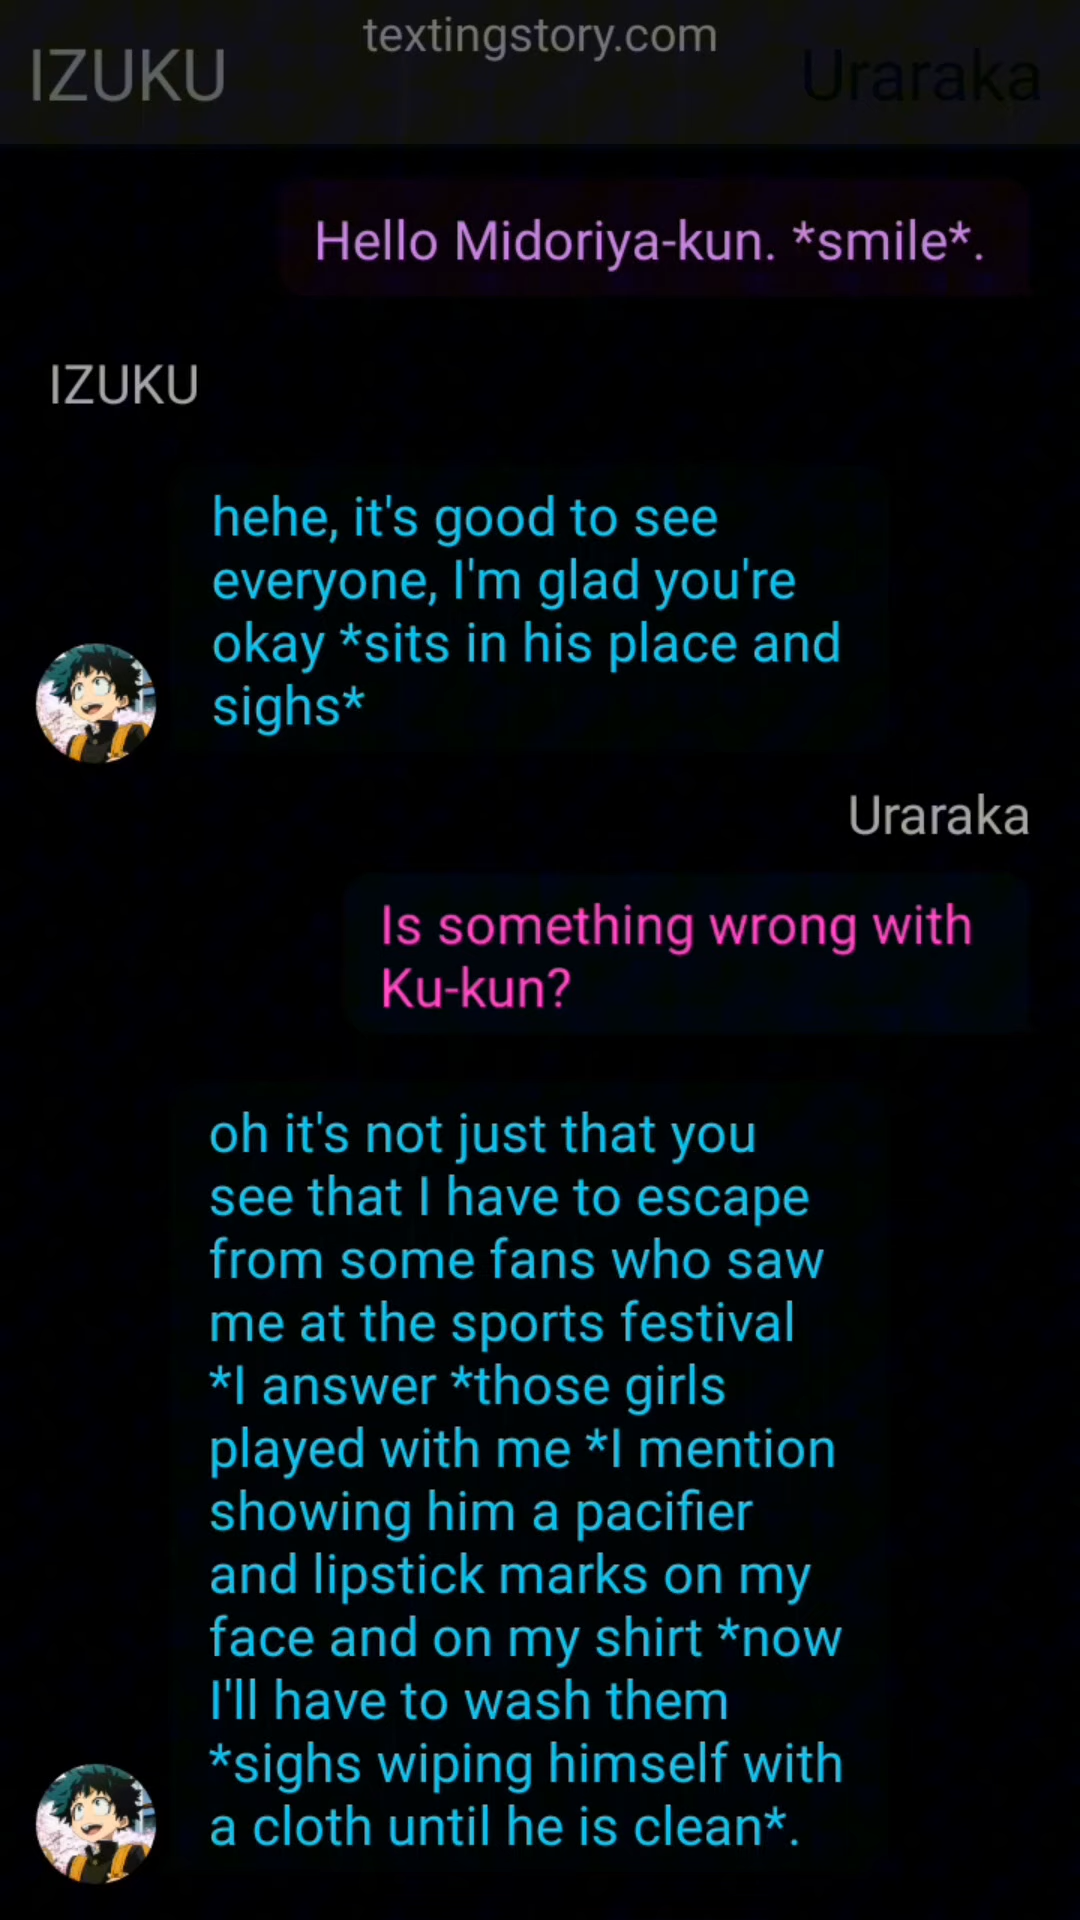 textingstory.com
IZUKU
Uraraka
Hello Midoriya-kun. *smile*.
IZUKU
hehe, it's good to see
everyone, I'm glad you're
okay *sits in his place and
sighs*
Uraraka
Is something wrong with
Ku-kun?
oh it's not just that you
see that I have to escape
from some fans who saw
me at the sports festival
*I answer *those girls
played with me *I mention
showing him a pacifier
and lipstick marks on my
face and on my shirt *now
I'll have to wash them
*sighs wiping himself with
a cloth until he is clean*.